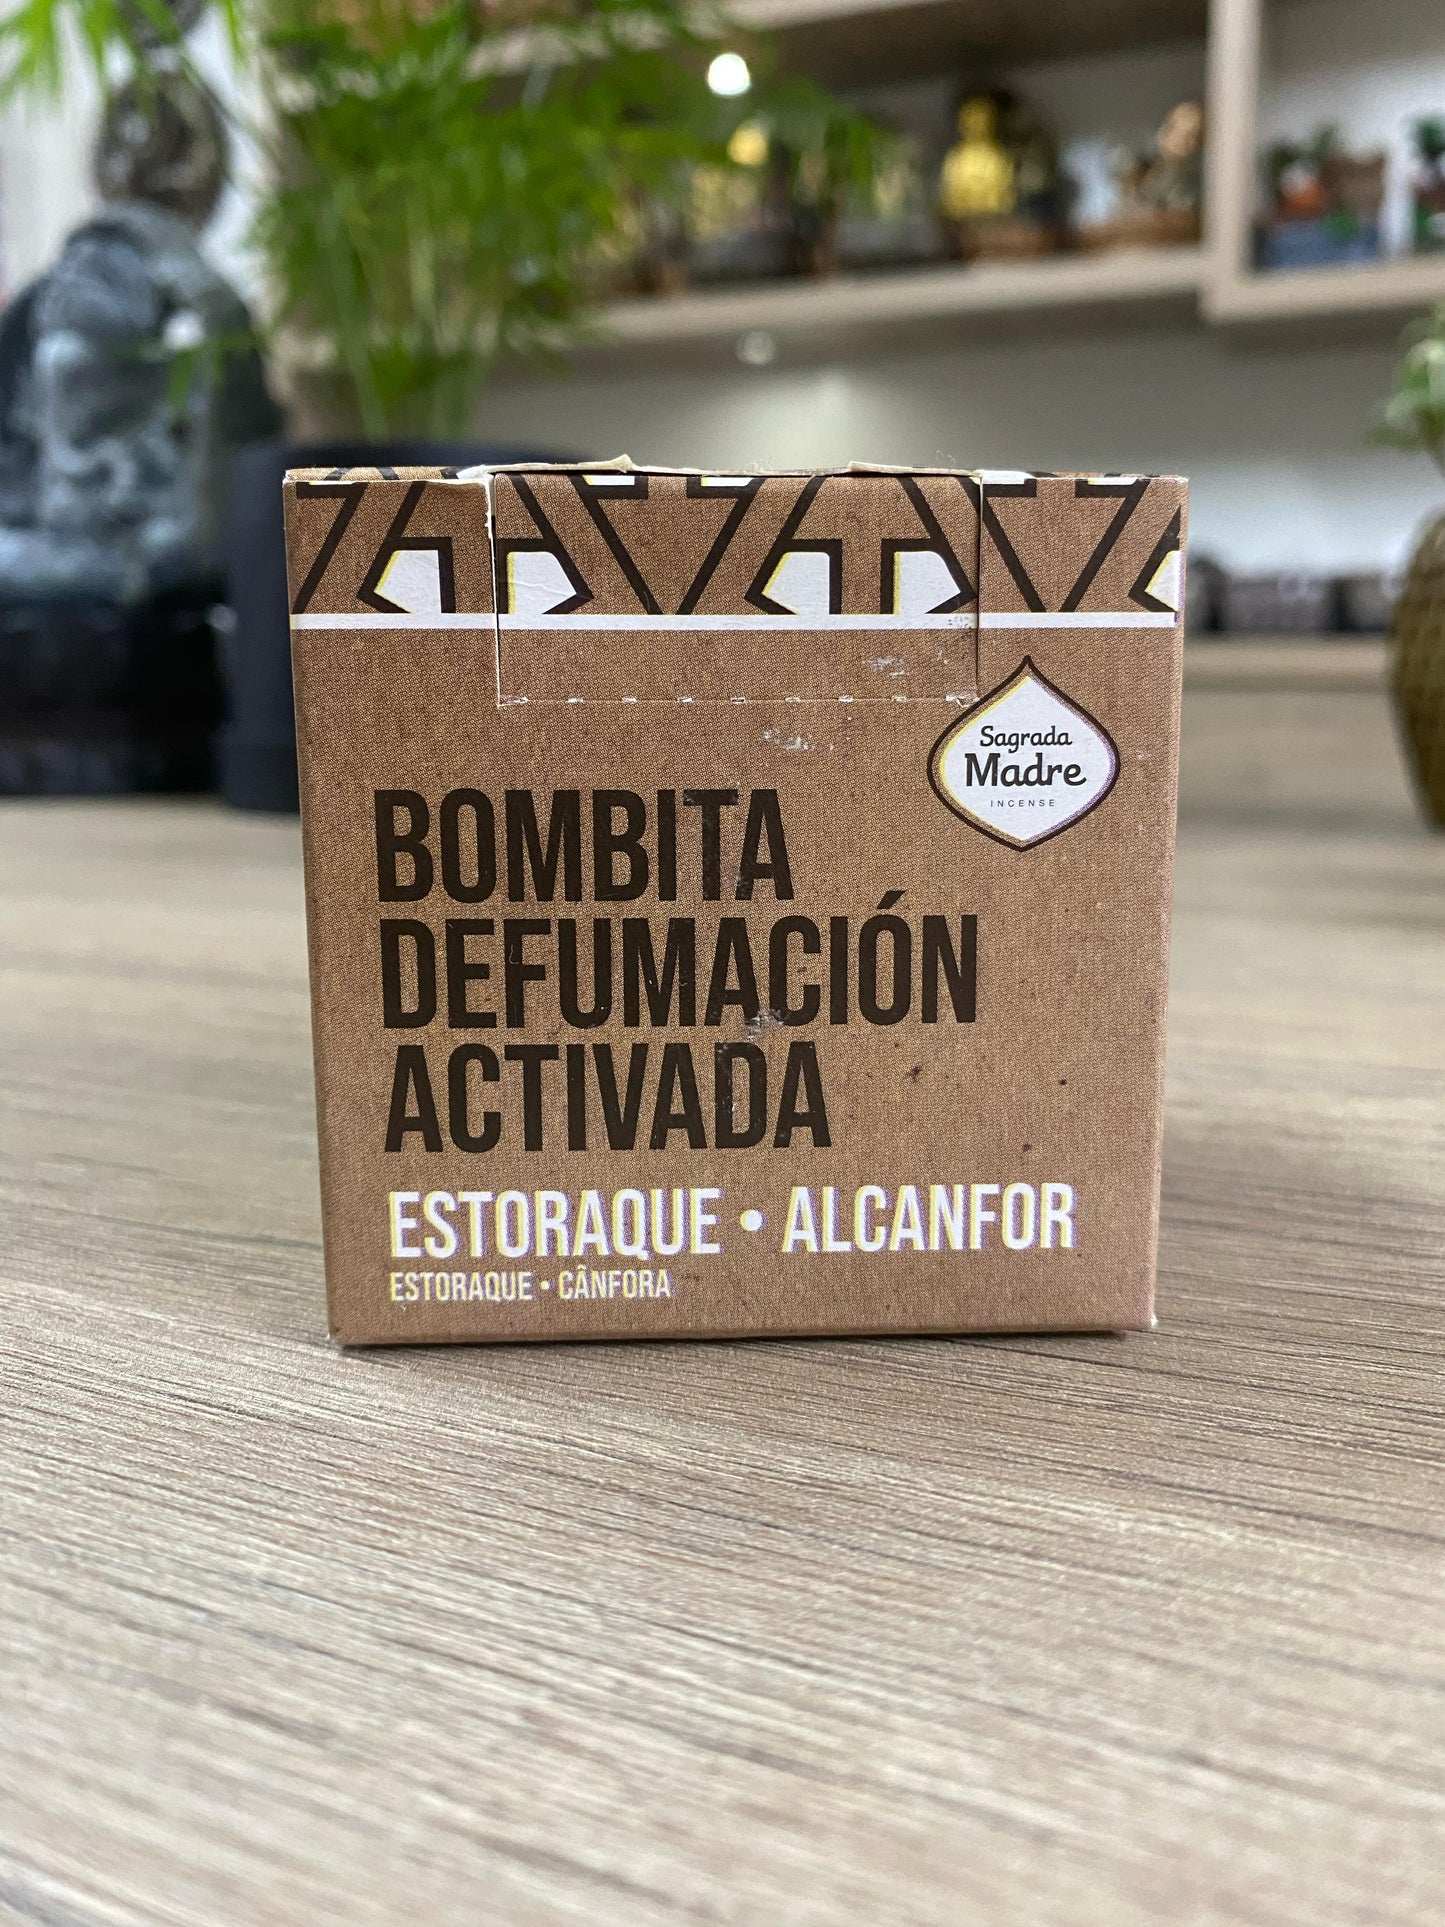 Sagrada
Madre
INCENSE
BOMBITA
DEFUMACIÓN
ACTIVADA
ESTORAQUE • ALCANFOR
ESTORAQUE • CÂNFORA